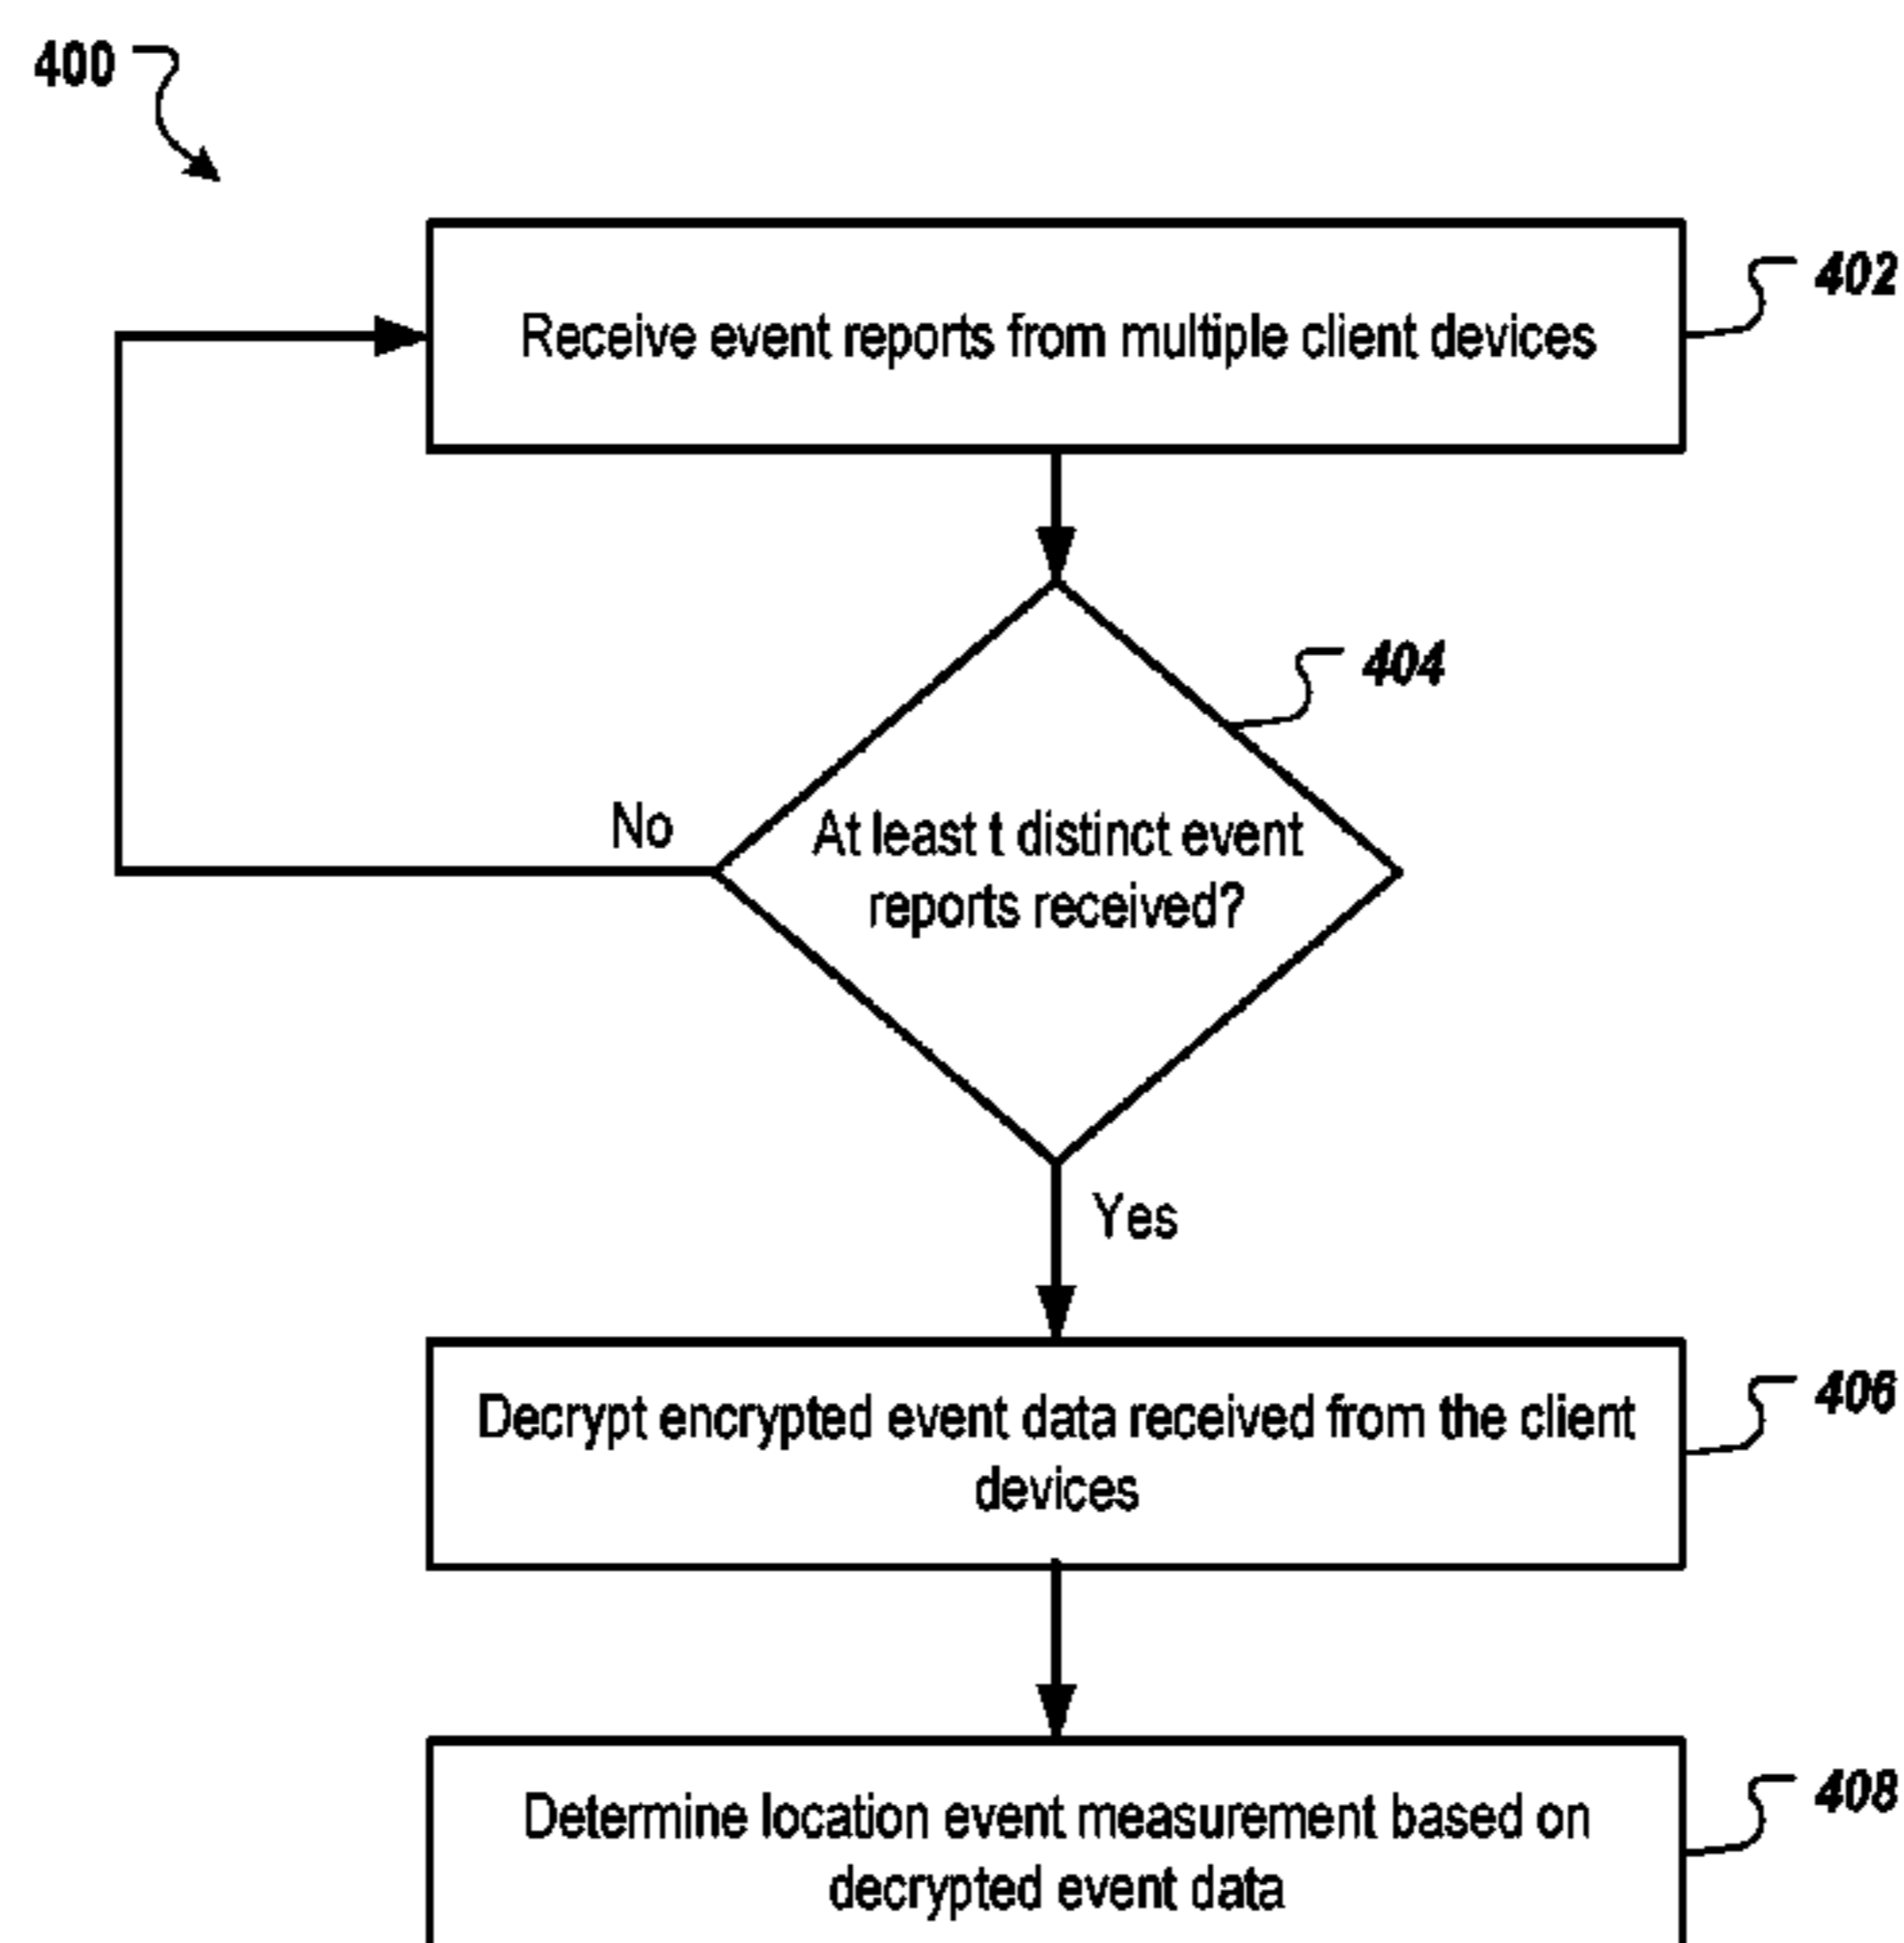 400
402
Receive event reports from multiple client devices
404
No
At least t distinct event
reports received?
Yes
406
Decrypt encrypted event data received from the client
devices
408
Determine location event measurement based on
decrypted event data